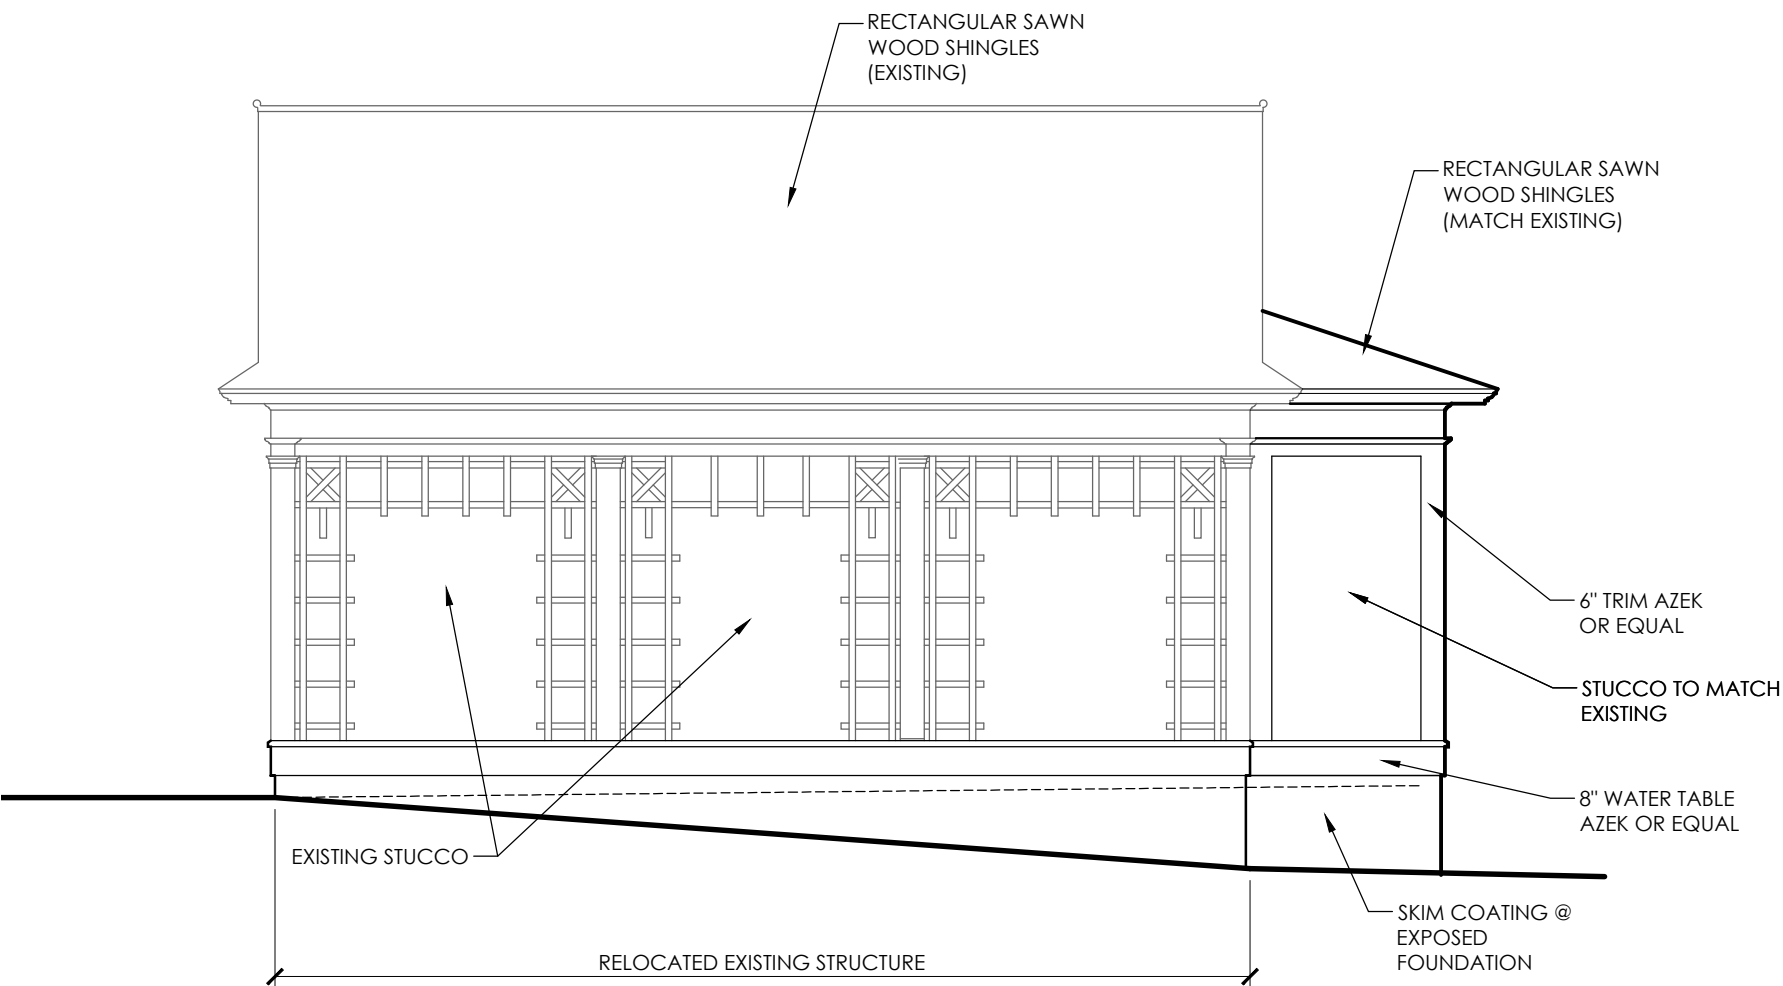 RECTANGULAR SAWN
WOOD SHINGLES
(EXISTING)
RECTANGULAR SAWN
WOOD SHINGLES
(MATCH EXISTING)
6" TRIM AZEK
OR EQUAL
STUCCO TO MATCH
EXISTING
8" WATER TABLE
AZEK OR EQUAL
EXISTING STUCCO
SKIM COATING @
EXPOSED
FOUNDATION
RELOCATED EXISTING STRUCTURE